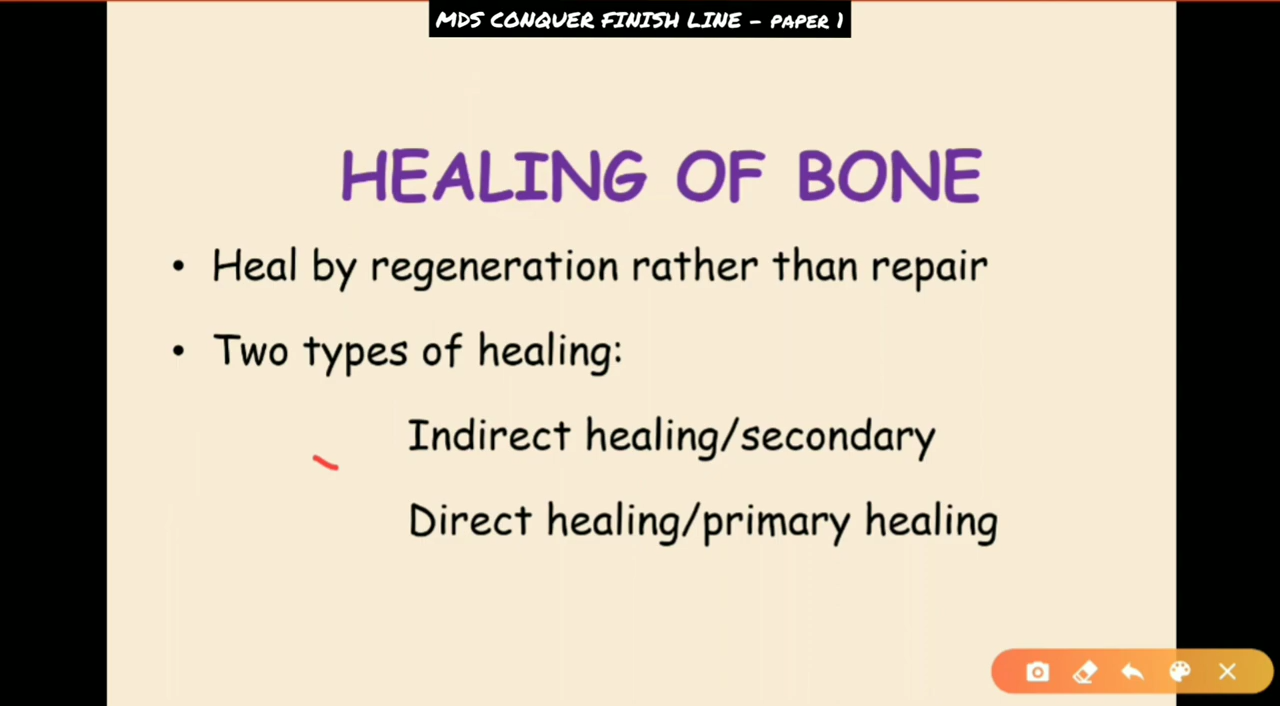 MDS CONQUER FINISH LINE - PAPER 1
HEALING OF BONE
• Heal by regeneration rather than repair
• Two types of healing:
Indirect healing/secondary
Direct healing/primary healing